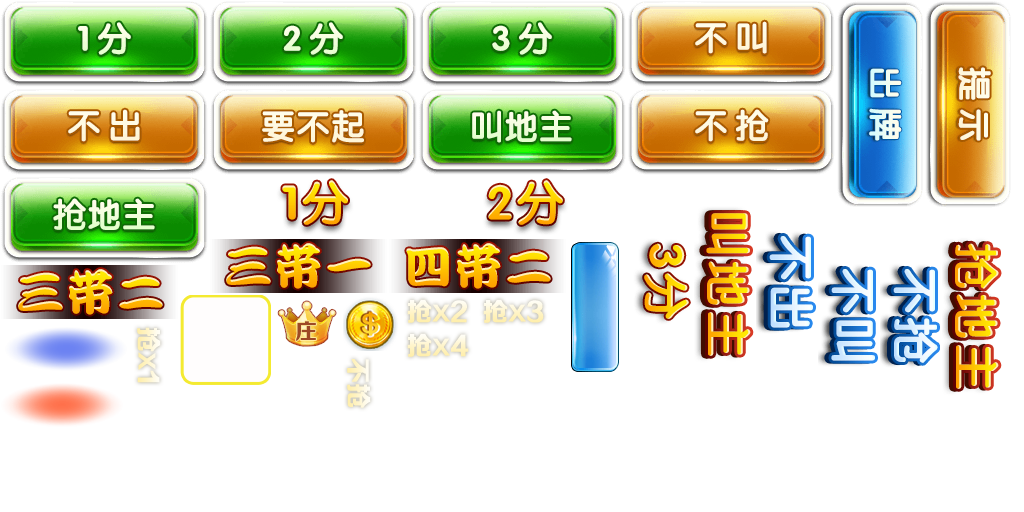 1分
2 分
3 分
不 叫
出牌
提示
不 出
要不起
叫地主
不 抢
抢地主
1分
2分
三带一
四带二
三带二
3分
叫地主
不出
不叫
不抢
抢地主
抢x1
庄
$
不抢
抢x2
抢x3
抢x4